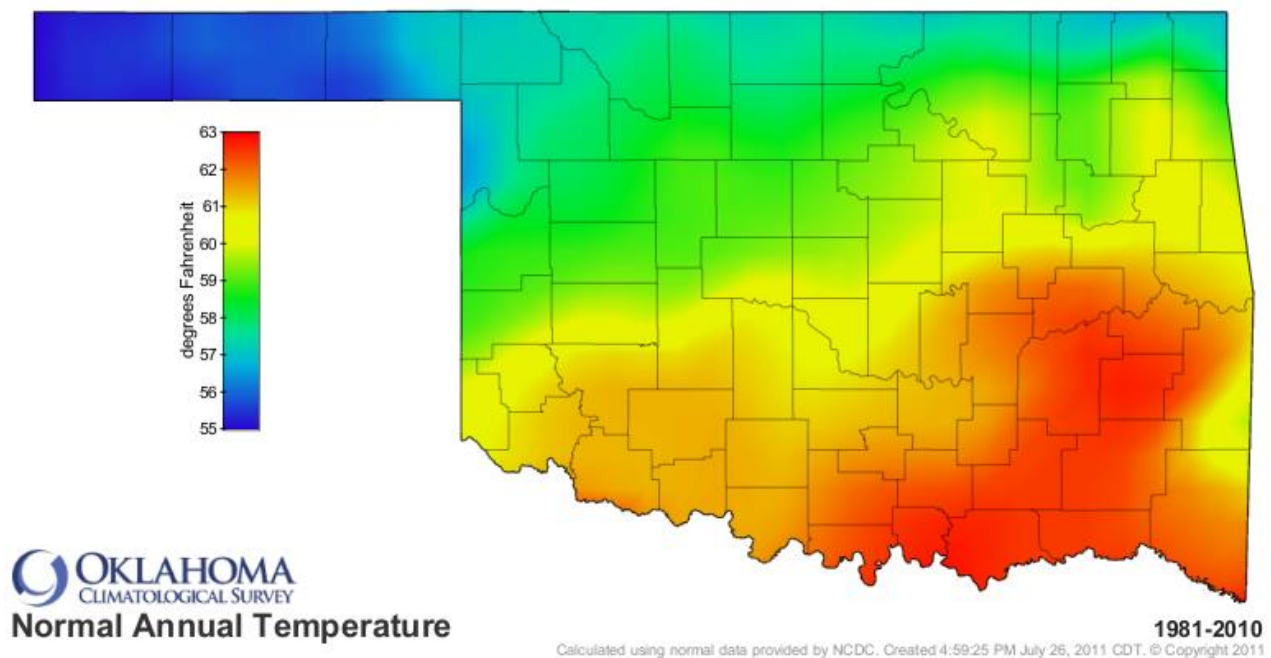 63
62
61
60
59
58
57
56
55
degrees Fahrenheit
OKLAHOMA
CLIMATOLOGICAL SURVEY
Normal Annual Temperature
1981-2010
Calculated using normal data provided by NCDC. Created 4:59:25 PM July 26, 2011 CDT. © Copyright 2011